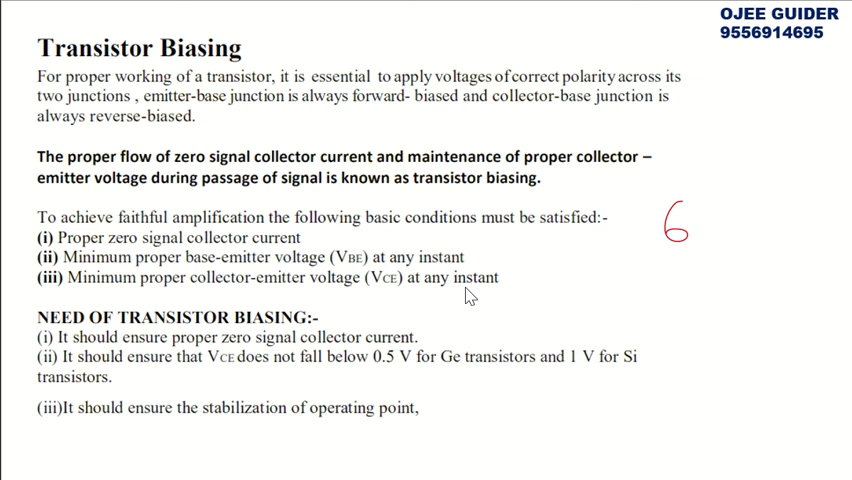 OJEE GUIDER
9556914695
Transistor Biasing
For proper working of a transistor, it is essential to apply voltages of correct polarity across its
two junctions , emitter-base junction is always forward- biased and collector-base junction is
always reverse-biased.
The proper flow of zero signal collector current and maintenance of proper collector –
emitter voltage during passage of signal is known as transistor biasing.
To achieve faithful amplification the following basic conditions must be satisfied:-
(i) Proper zero signal collector current
(ii) Minimum proper base-emitter voltage (VBE) at any instant
(iii) Minimum proper collector-emitter voltage (VCE) at any instant
6
NEED OF TRANSISTOR BIASING:-
(i) It should ensure proper zero signal collector current.
(ii) It should ensure that VCE does not fall below 0.5 V for Ge transistors and 1 V for Si
transistors.
(iii)It should ensure the stabilization of operating point,